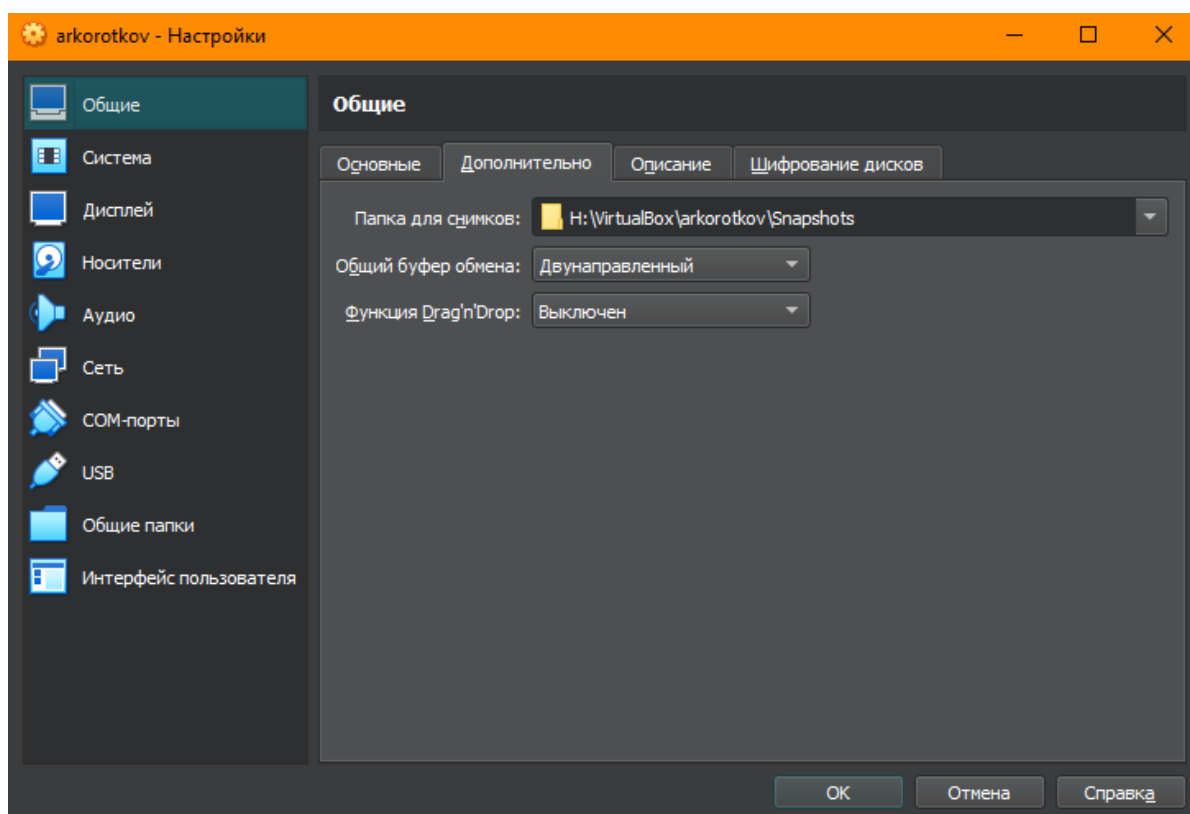 arkorotkov - Настройки
Общие
Система
Дисплей
Носители
Аудио
Сеть
COM-порты
USB
Общие папки
Интерфейс пользователя
Общие
Основные Дополнительно Описание Шифрование дисков
Папка для снимков: H:\VirtualBox\arkorotkov\Snapshots
Общий буфер обмена: Двунаправленный
Функция Drag'n'Drop: Выключен
OK Отмена Справка